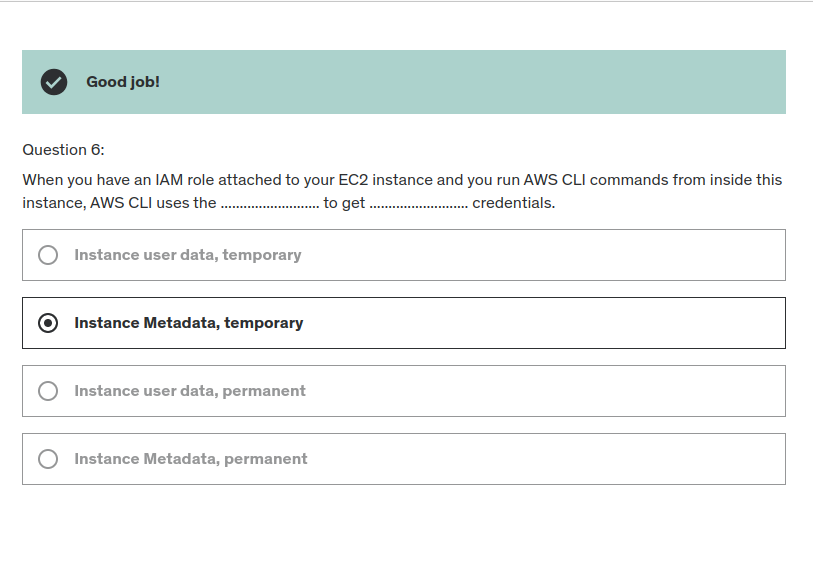 Good job!
Question 6:
When you have an IAM role attached to your EC2 instance and you run AWS CLI commands from inside this
instance, AWS CLI uses the .......................... to get .......................... credentials.
Instance user data, temporary
Instance Metadata, temporary
Instance user data, permanent
Instance Metadata, permanent